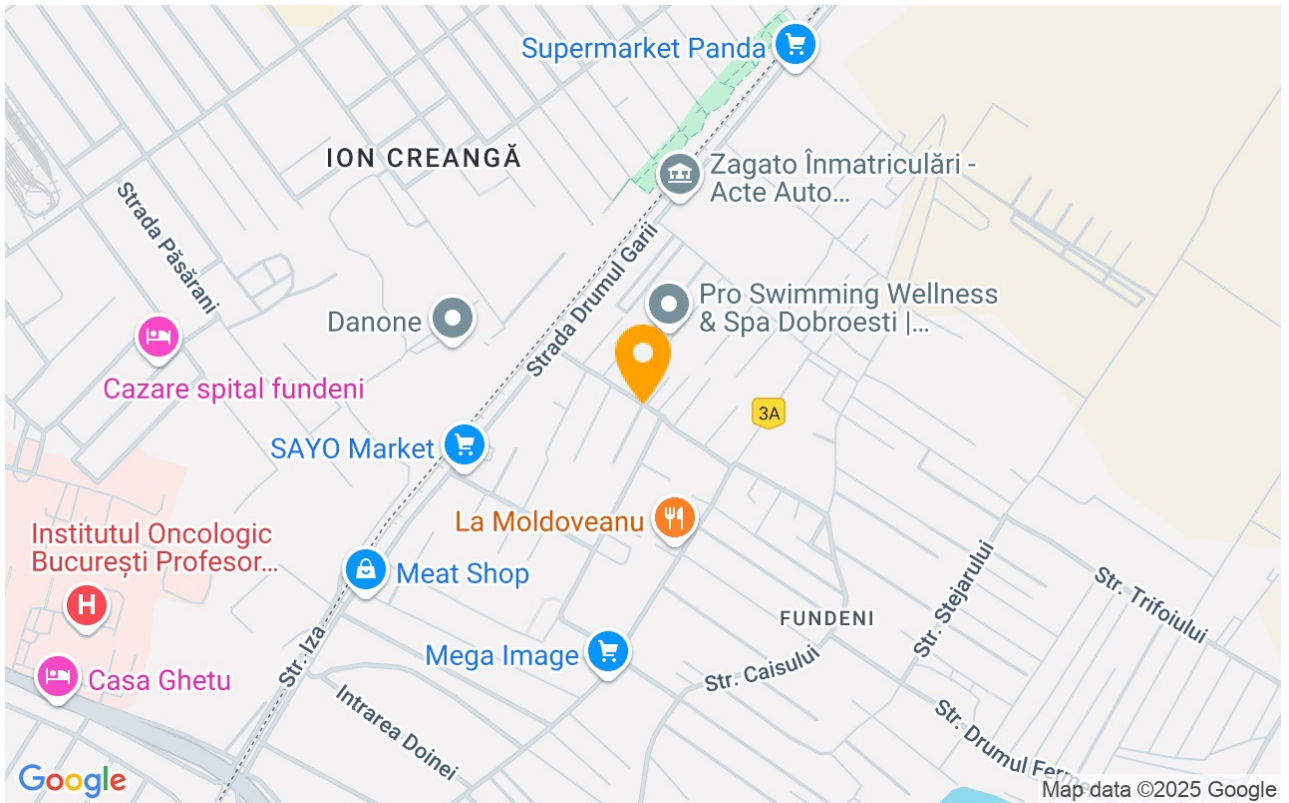 Supermarket Panda
ION CREANGĂ
Zagato Înmatriculări -
Acte Auto...
Strada Păsărani
Strada Drumul Garii
Pro Swimming Wellness
& Spa Dobroesti |...
Danone
Cazare spital fundeni
3A
SAYO Market
La Moldoveanu
Institutul Oncologic
București Profesor...
H
Meat Shop
Str. Stejarului
Str. Trifoiului
FUNDENI
Str. Iza
Mega Image
Str. Caisului
Casa Ghetu
Intrarea Doinei
Str. Drumul
Google
Map data ©2025 Google